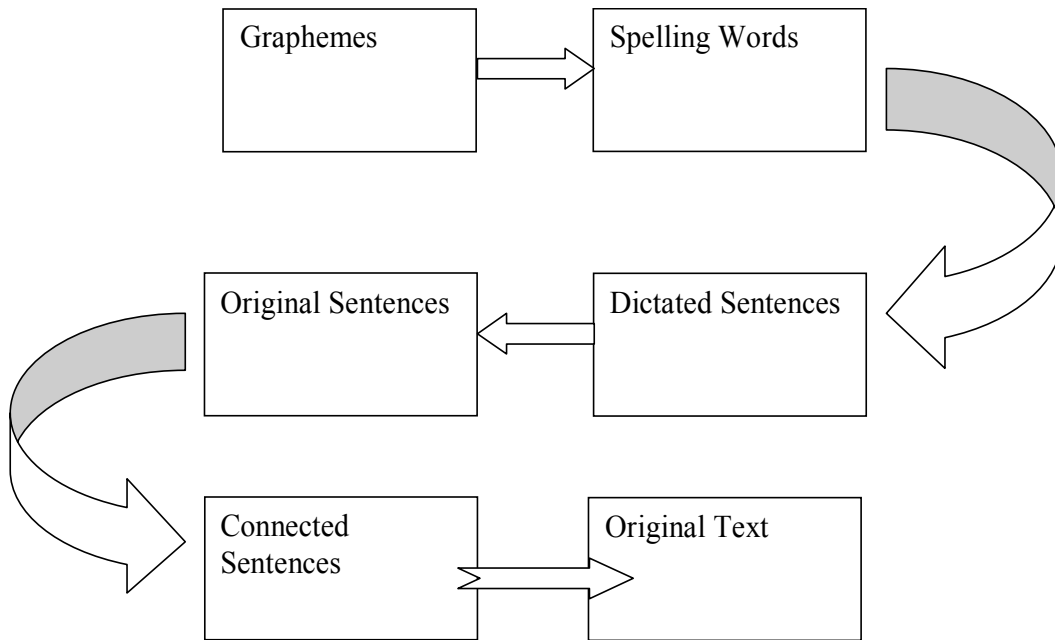 Graphemes
Spelling Words
Original Sentences
Dictated Sentences
Connected
Sentences
Original Text